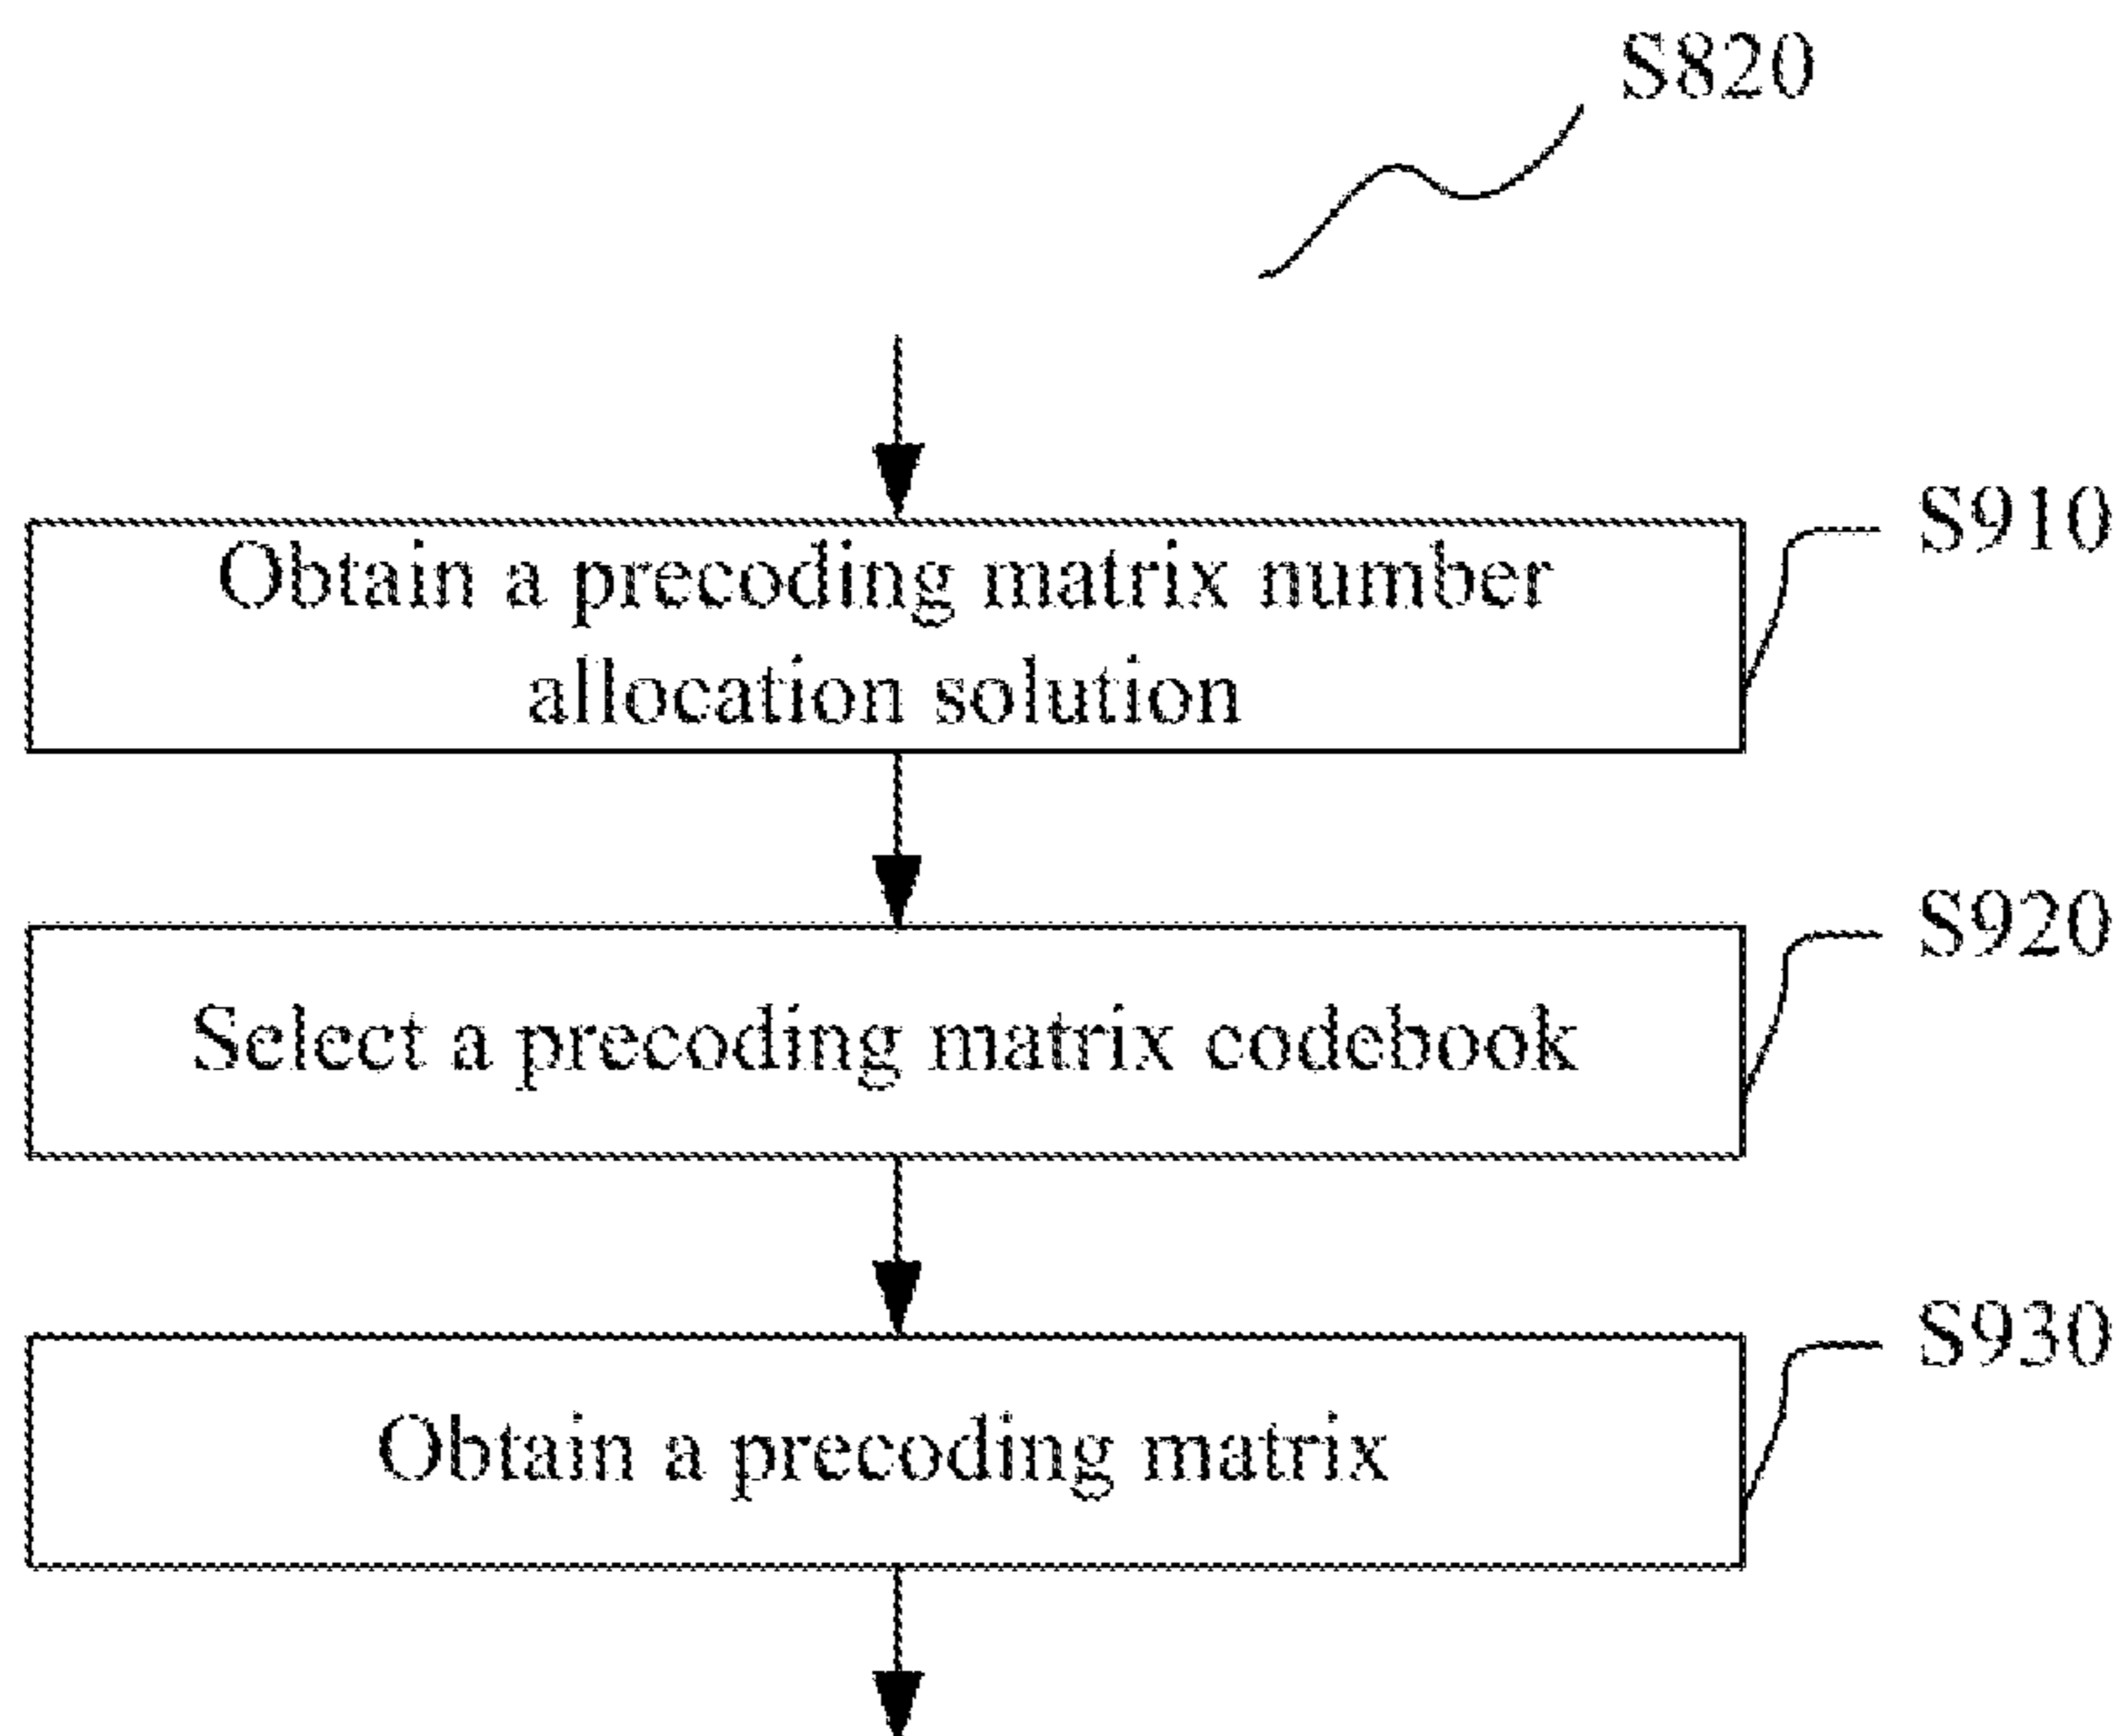 S820
Obtain a precoding matrix number
allocation solution
S910
Select a precoding matrix codebook
S920
Obtain a precoding matrix
S930